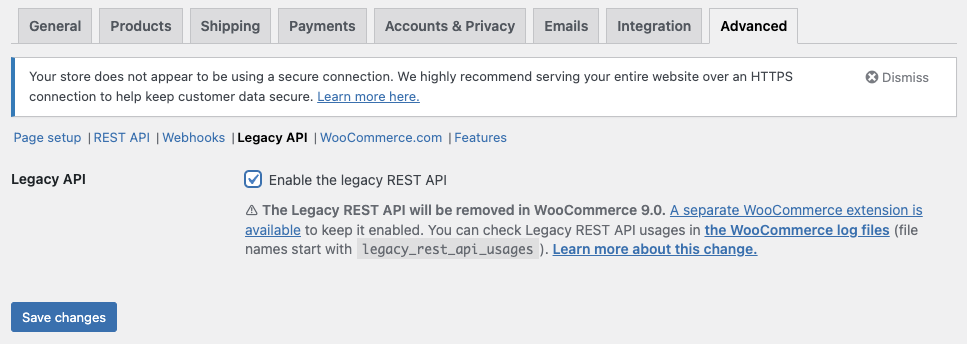 General Products Shipping Payments Accounts & Privacy Emails Integration Advanced
Your store does not appear to be using a secure connection. We highly recommend serving your entire website over an HTTPS
connection to help keep customer data secure. Learn more here.
Dismiss
Page setup | REST API | Webhooks | Legacy API | WooCommerce.com | Features
Legacy API
Enable the legacy REST API
⚠ The Legacy REST API will be removed in WooCommerce 9.0. A separate WooCommerce extension is
available to keep it enabled. You can check Legacy REST API usages in the WooCommerce log files (file
names start with legacy_rest_api_usages ). Learn more about this change.
Save changes